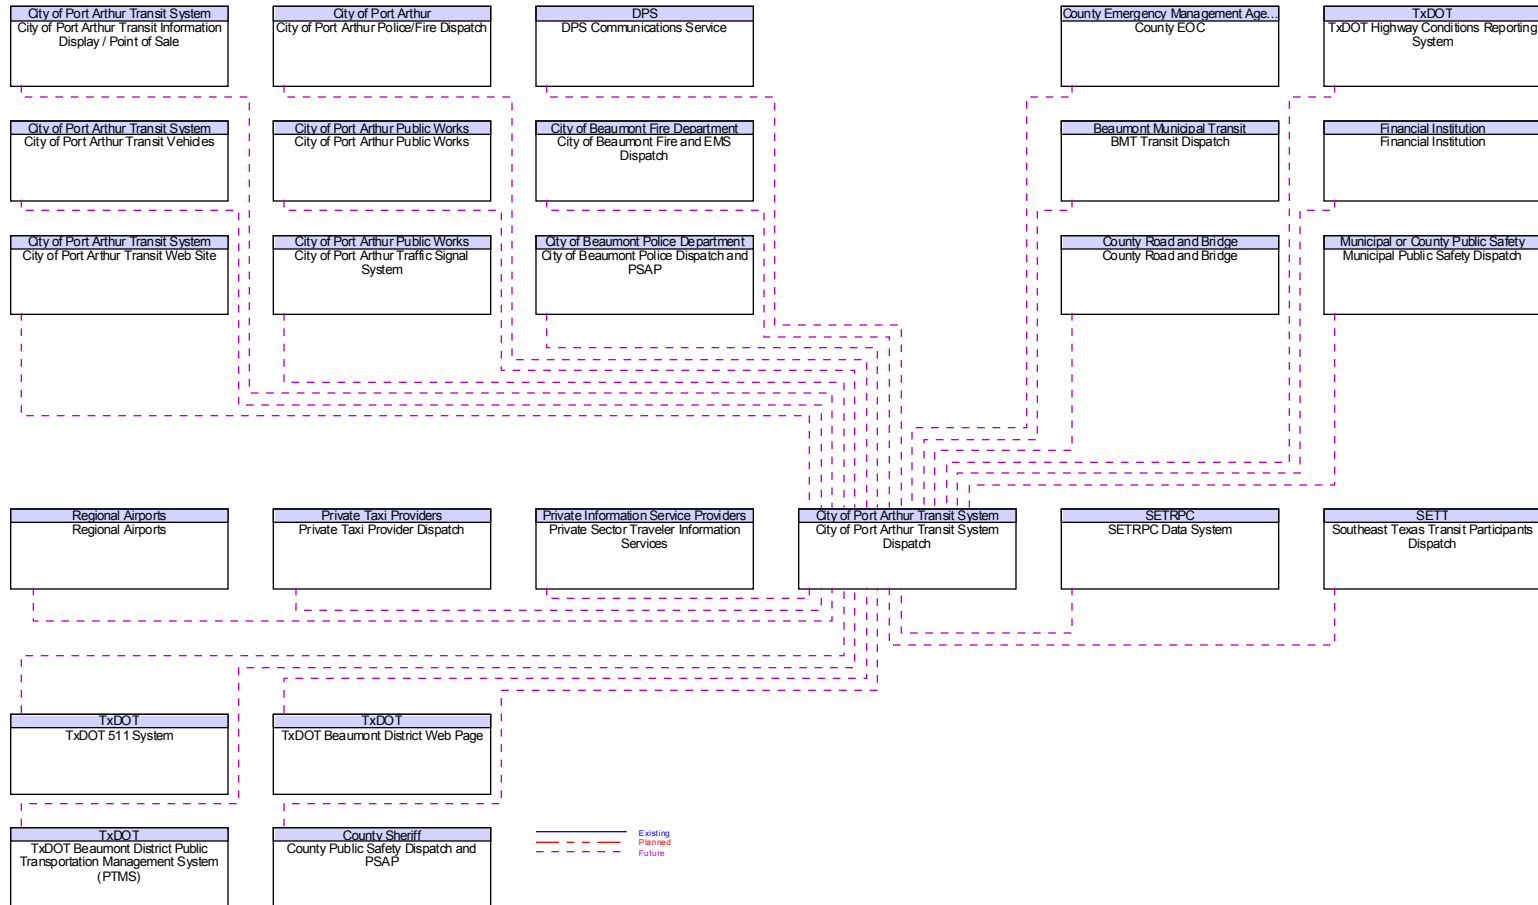 City of Port Arthur Transit System
City of Port Arthur Transit Information
Display / Point of Sale
City of Port Arthur
City of Port Arthur Police/Fire Dispatch
DPS
DPS Communications Service
County Emergency Management Age...
County EOC
TxDOT
TxDOT Highway Conditions Reporting
System
City of Port Arthur Transit System
City of Port Arthur Transit Vehicles
City of Port Arthur Public Works
City of Port Arthur Public Works
City of Beaumont Fire Department
City of Beaumont Fire and EMS
Dispatch
Beaumont Municipal Transit
BMT Transit Dispatch
Financial Institution
Financial Institution
City of Port Arthur Transit System
City of Port Arthur Transit Web Site
City of Port Arthur Public Works
City of Port Arthur Traffic Signal
System
City of Beaumont Police Department
City of Beaumont Police Dispatch and
PSAP
County Road and Bridge
County Road and Bridge
Municipal or County Public Safety
Municipal Public Safety Dispatch
Regional Airports
Regional Airports
Private Taxi Providers
Private Taxi Provider Dispatch
Private Information Service Providers
Private Sector Traveler Information
Services
City of Port Arthur Transit System
City of Port Arthur Transit System
Dispatch
SETRPC
SETRPC Data System
SETT
Southeast Texas Transit Participants
Dispatch
TxDOT
TxDOT 511 System
TxDOT
TxDOT Beaumont District Web Page
TxDOT
TxDOT Beaumont District Public
Transportation Management System
(PTMS)
County Sheriff
County Public Safety Dispatch and
PSAP
Existing
Planned
Future